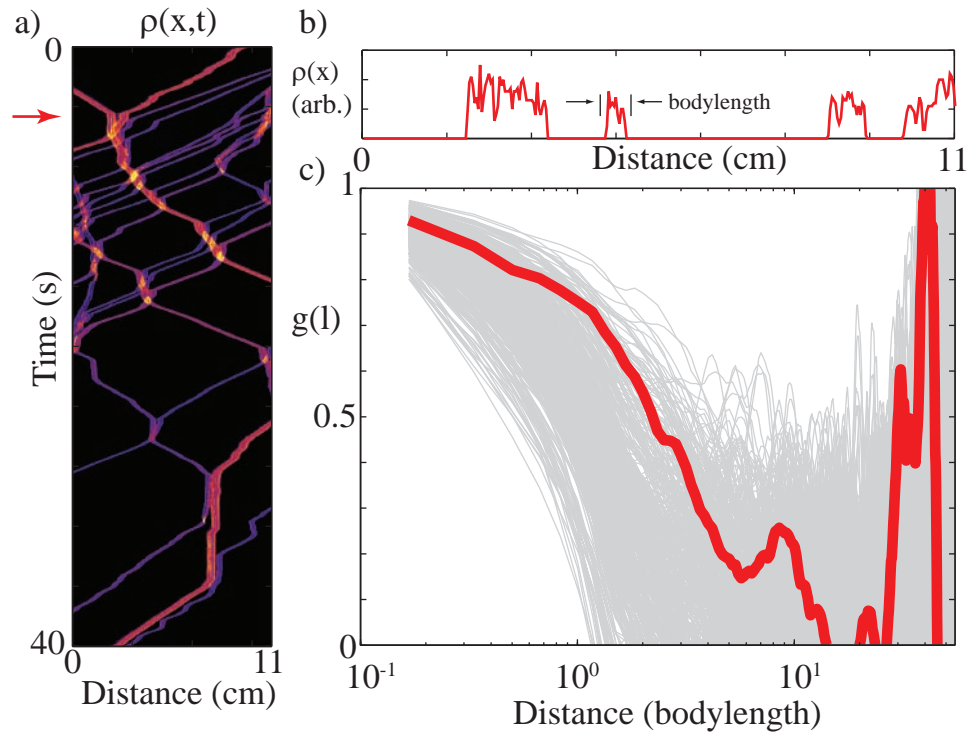 a)
ρ(x,t)
0
Time (s)
40
0
11
Distance (cm)
b)
ρ(x)
(arb.)
bodylength
0
Distance (cm)
11
c)
1
g(l)
0.5
0
10^-1
10^0
10^1
Distance (bodylength)